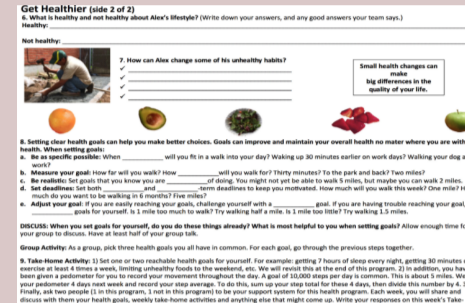 Get Healthier (side 2 of 2)
6. What is healthy and not healthy about Alex's lifestyle? (Write down your answers, and any good answers your team says.)
Healthy:
Not healthy:
7. How can Alex change some of his unhealthy habits?
Small health changes can
make
big differences in the
quality of your life.
8. Setting clear health goals can help you make better choices. Goals can improve and maintain your overall health no mater where you are with
health. When setting goals:
a. Be as specific possible: When ________ will you fit in a walk into your day? Waking up 30 minutes earlier on work days? Walking your dog a
work?
b. Measure your goal: How far will you walk? How ________will you walk for? Thirty minutes? To the park and back? Two miles?
c. Be realistic: Set goals that you know you are ________of doing. You might not yet be able to walk 5 miles, but maybe you can walk 2 miles.
d. Set deadlines: Set both ________and ________-term deadlines to keep you motivated. How much will you walk this week? One mile? H
much do you want to be walking in 6 months? Five miles?
e. Adjust your goal: If you are easily reaching your goals, challenge yourself with a ________ goal. If you are having trouble reaching your goal,
________ goals for yourself. Is 1 mile too much to walk? Try walking half a mile. Is 1 mile too little? Try walking 1.5 miles.
DISCUSS: When you set goals for yourself, do you do these things already? What is most helpful to you when setting goals? Allow enough time fo
your group to discuss. Have at least half of your group talk.
Group Activity: As a group, pick three health goals you all have in common. For each goal, go through the previous steps together.
9. Take-Home Activity: 1) Set one or two reachable health goals for yourself. For example: getting 7 hours of sleep every night, getting 30 minutes
exercise at least 4 times a week, limiting unhealthy foods to the weekend, etc. We will revisit this at the end of this program. 2) In addition, you ha
been given a pedometer for you to record your movement throughout the day. A goal of 10,000 steps per day is common. This is about 5 miles. We
your pedometer 4 days next week and record your step average. To do this, sum up your step total for these 4 days, then divide this number by 4.
Finally, ask two people (1 in this program, 1 not in this program) to be your support system for this health program. Each week, you will share and
discuss with them your health goals, weekly take-home activities and anything else that might come up. Write your responses on this week's Take-